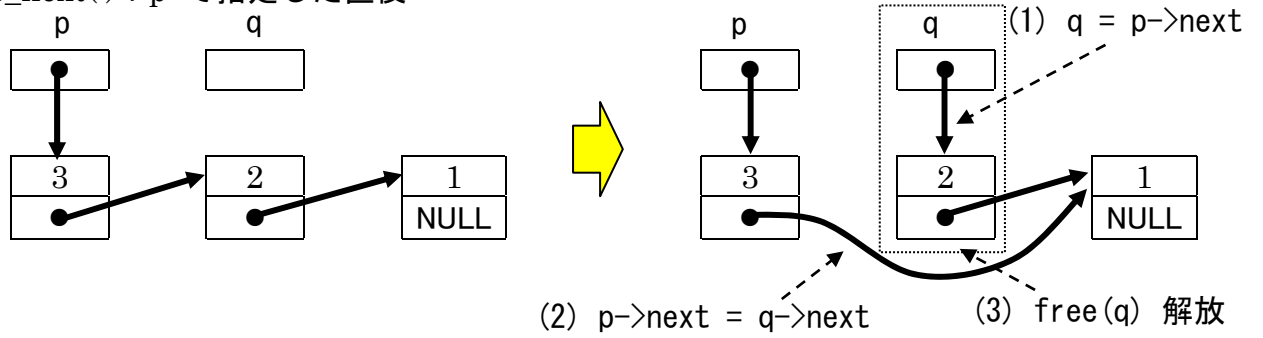 p q
3 2 1
NULL
p q (1) q = p->next
3 2 1
NULL
(2) p->next = q->next
(3) free(q) 解放